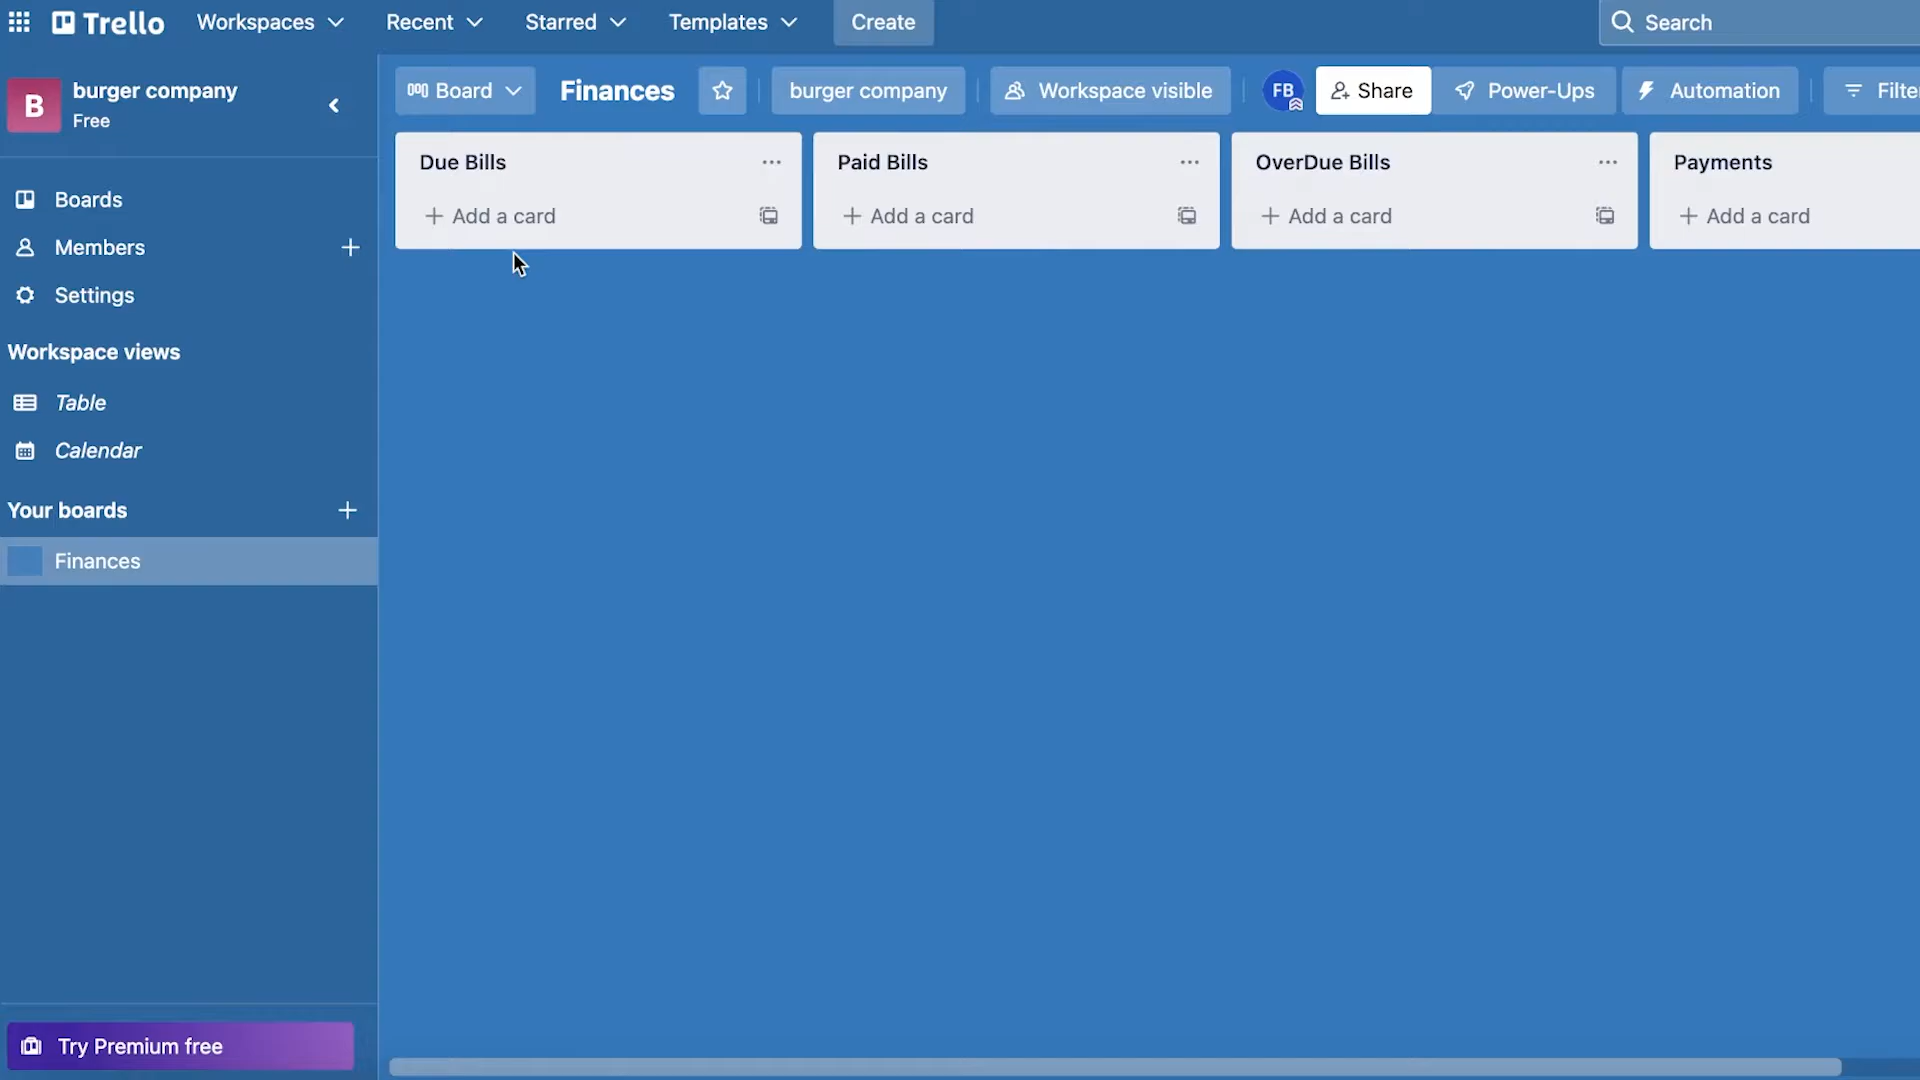 Trello Workspaces Recent Starred Templates Create Search
B burger company
Free
Board Finances burger company Workspace visible FB Share Power-Ups Automation Filte
Due Bills Paid Bills OverDue Bills Payments
Add a card Add a card Add a card Add a card
Boards
Members
Settings
Workspace views
Table
Calendar
Your boards
Finances
Try Premium free